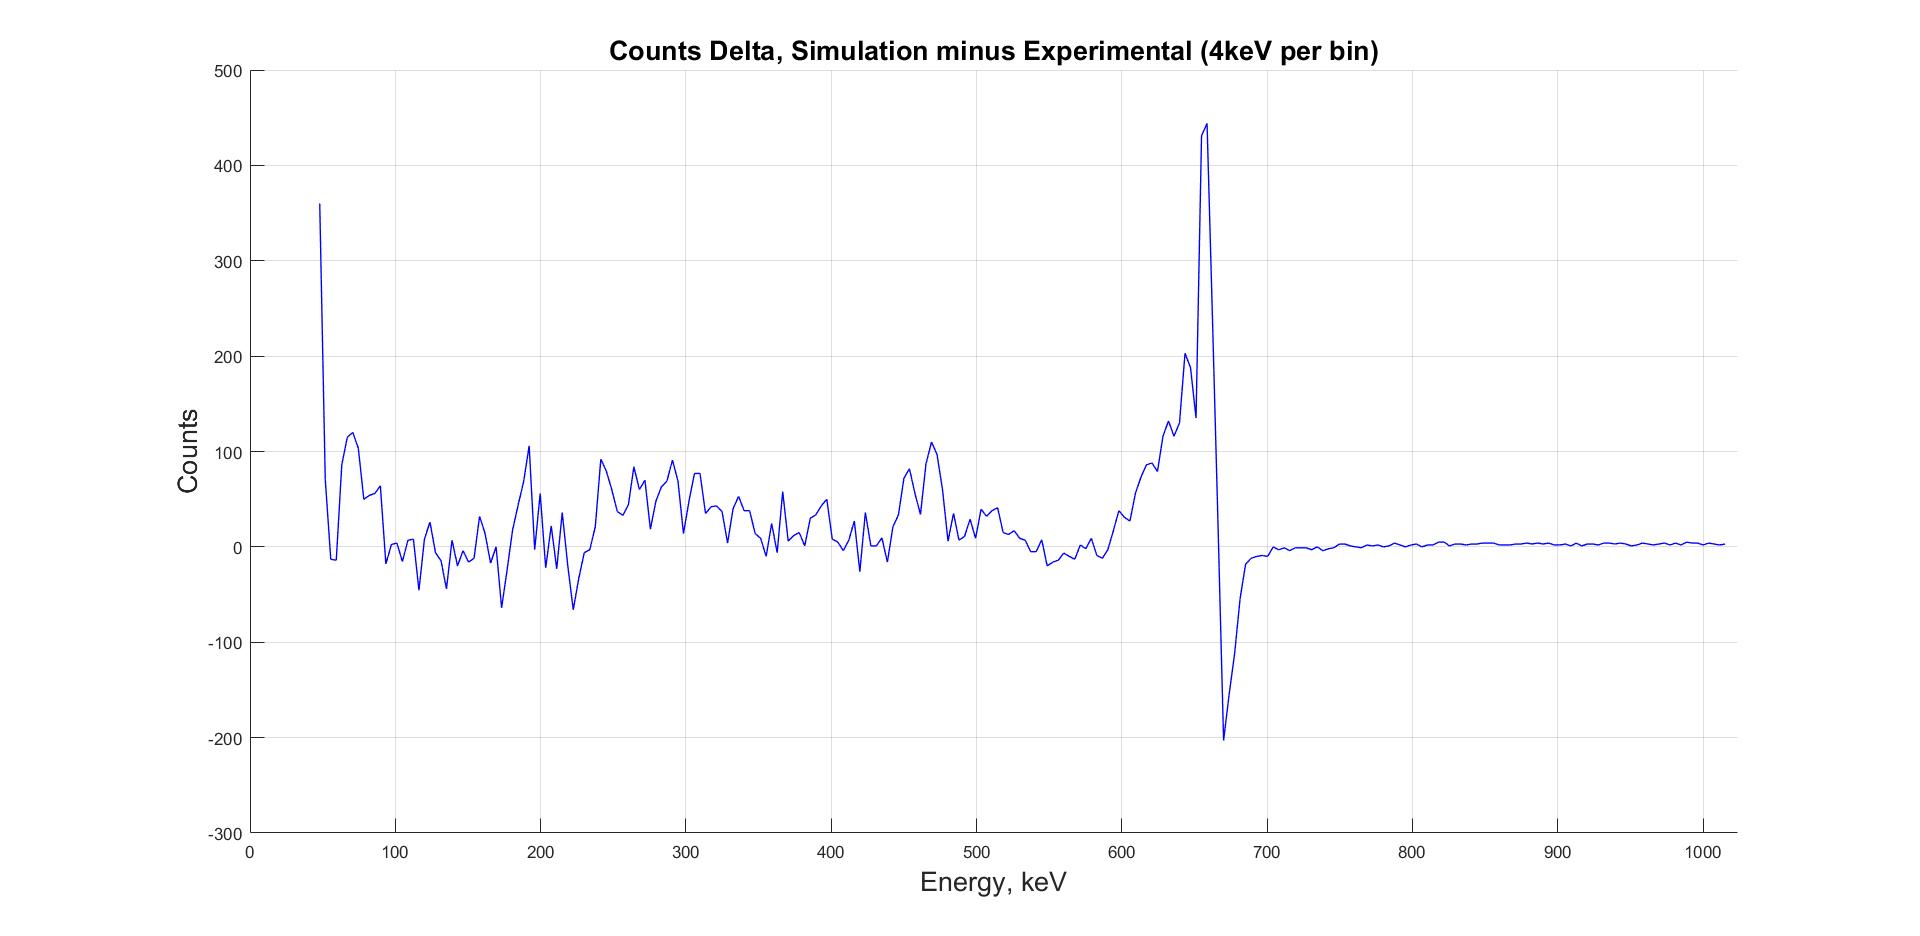 Counts Delta, Simulation minus Experimental (4keV per bin)
500
400
300
200
100
0
-100
-200
-300
Counts
0 100 200 300 400 500 600 700 800 900 1000
Energy, keV